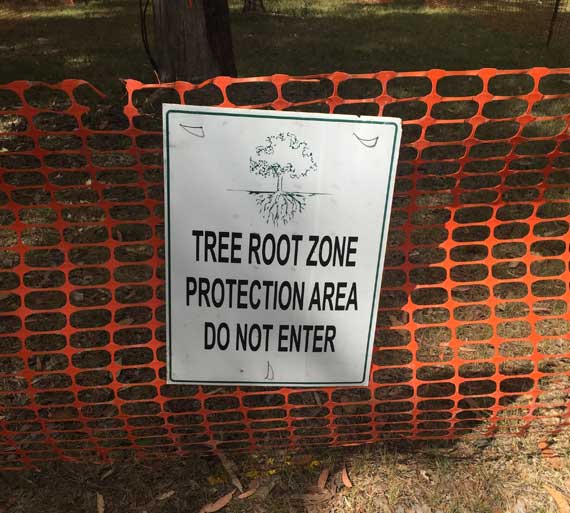 TREE ROOT ZONE
PROTECTION AREA
DO NOT ENTER